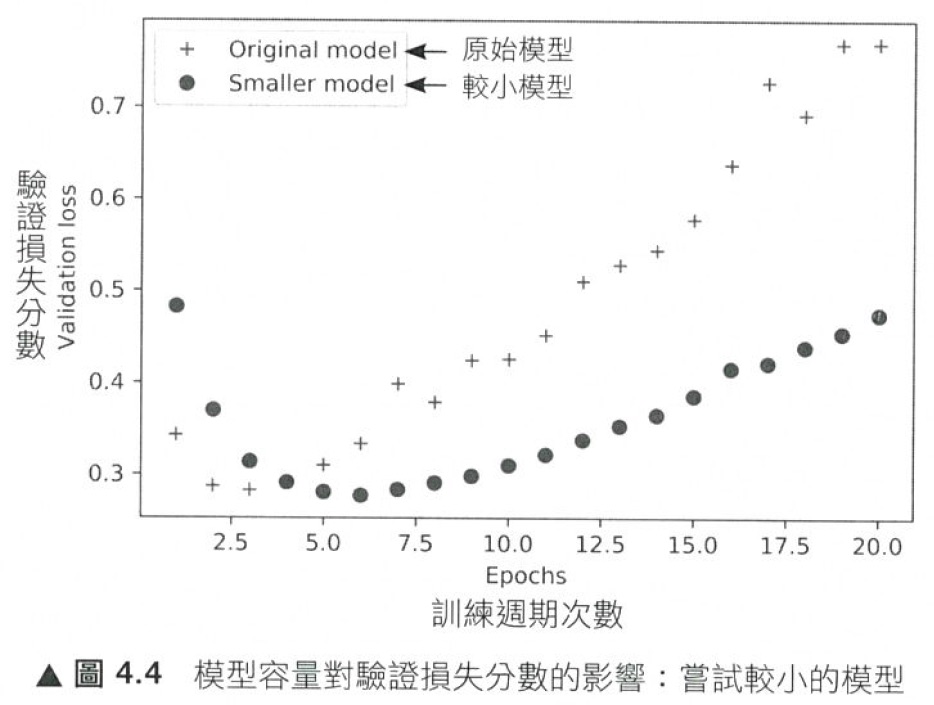 + Original model ← 原始模型
● Smaller model ← 較小模型
驗證損失分數
Validation loss
0.7
0.6
0.5
0.4
0.3
2.5 5.0 7.5 10.0 12.5 15.0 17.5 20.0
Epochs
訓練週期次數
▲ 圖 4.4 模型容量對驗證損失分數的影響：嘗試較小的模型